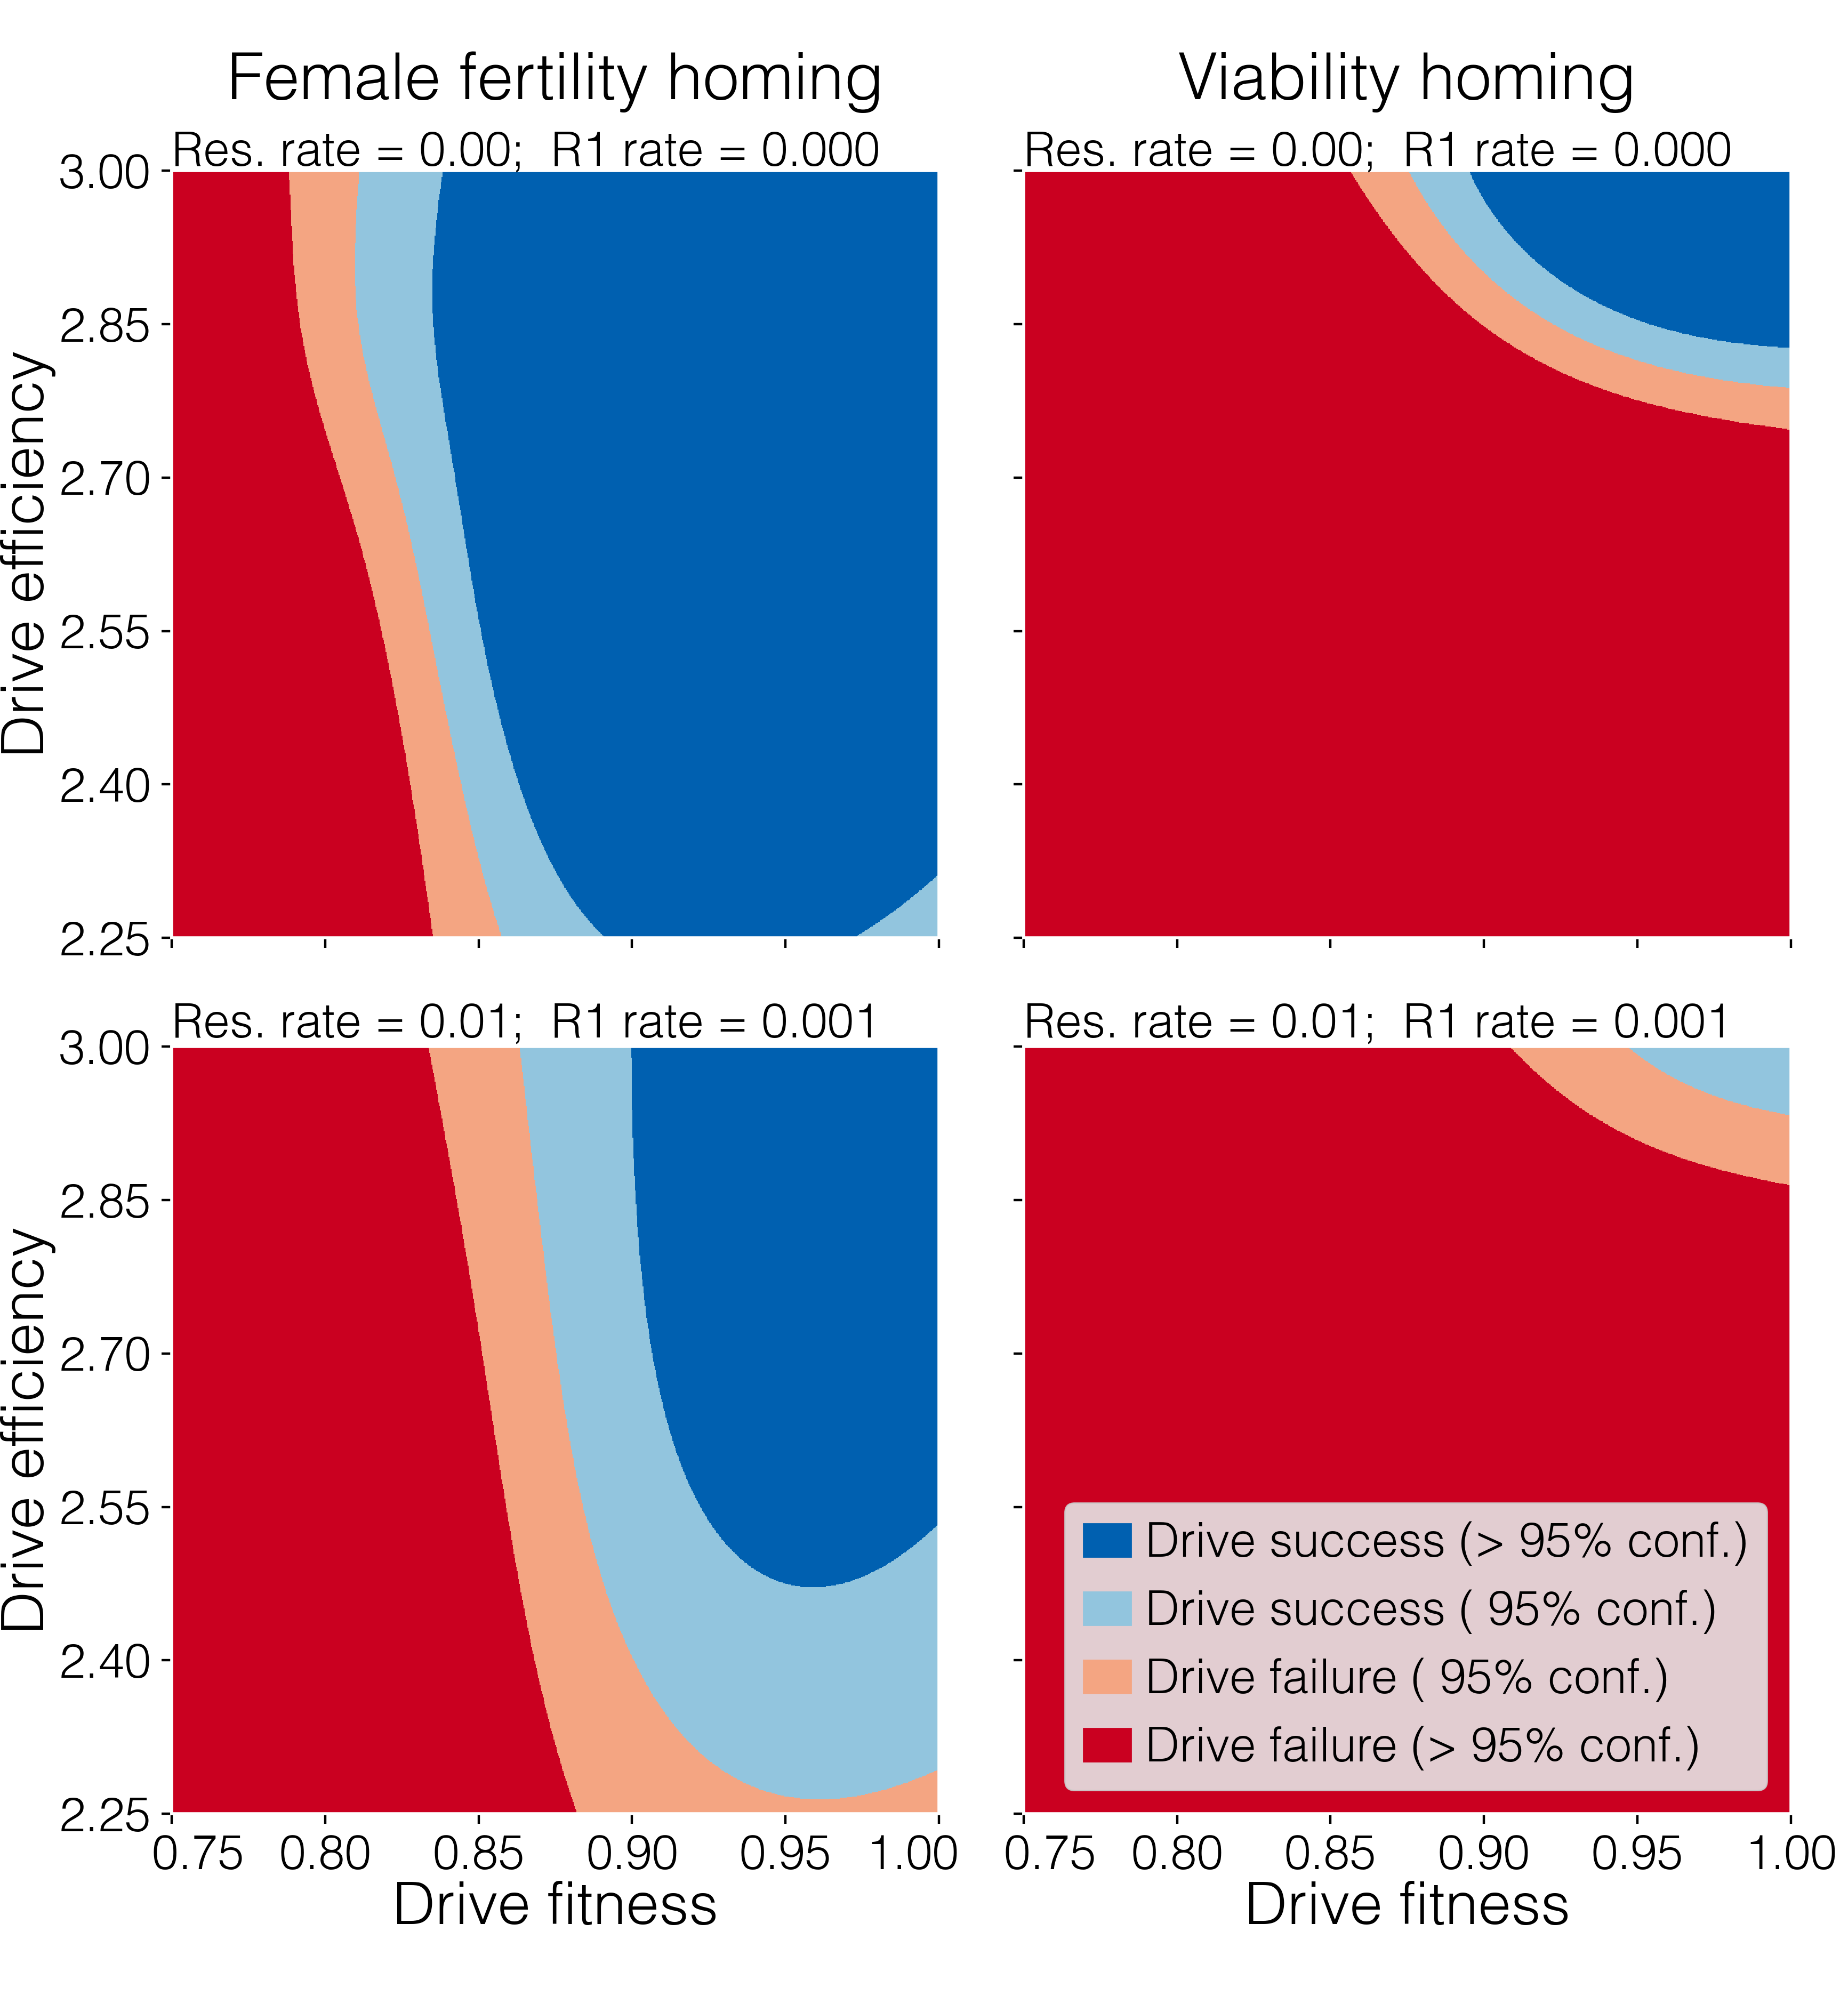 Female fertility homing
Viability homing
Res. rate = 0.00; R1 rate = 0.000
Res. rate = 0.00; R1 rate = 0.000
Drive efficiency
3.00
2.85
2.70
2.55
2.40
2.25
Res. rate = 0.01; R1 rate = 0.001
Res. rate = 0.01; R1 rate = 0.001
Drive efficiency
3.00
2.85
2.70
2.55
2.40
2.25
Drive success (> 95% conf.)
Drive success ( 95% conf.)
Drive failure ( 95% conf.)
Drive failure (> 95% conf.)
0.75 0.80 0.85 0.90 0.95 1.00
0.75 0.80 0.85 0.90 0.95 1.00
Drive fitness
Drive fitness